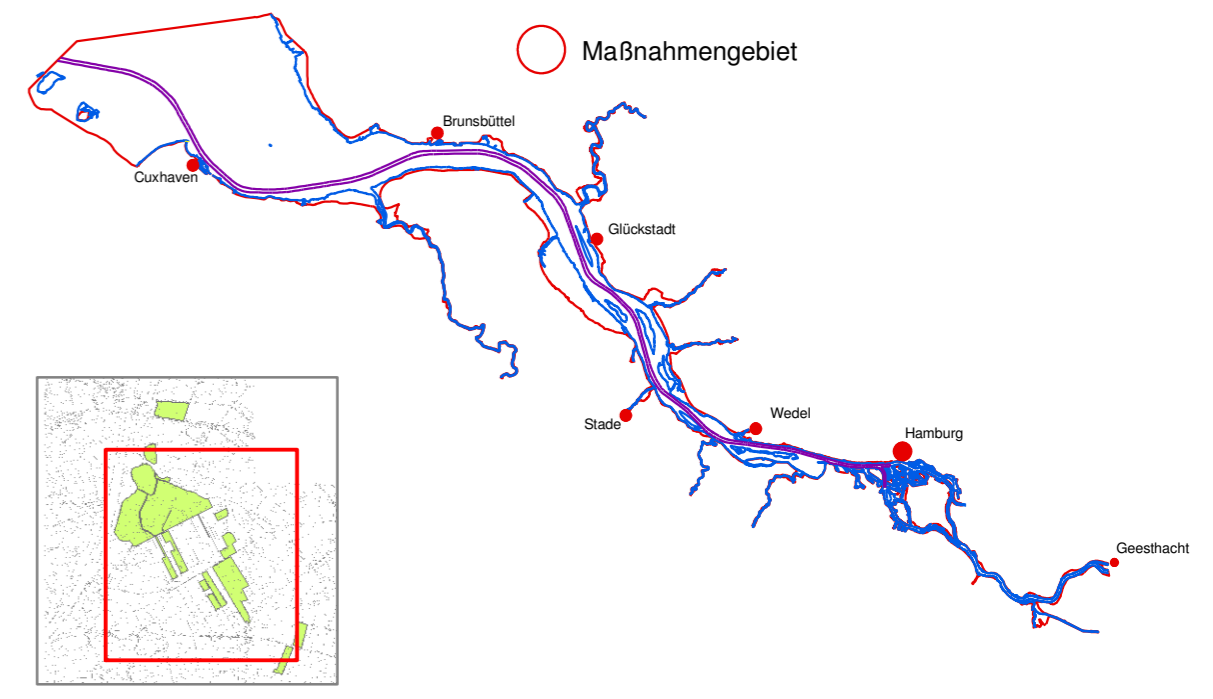 Maßnahmengebiet
Brunsbüttel
Cuxhaven
Glückstadt
Stade
Wedel
Hamburg
Geesthacht